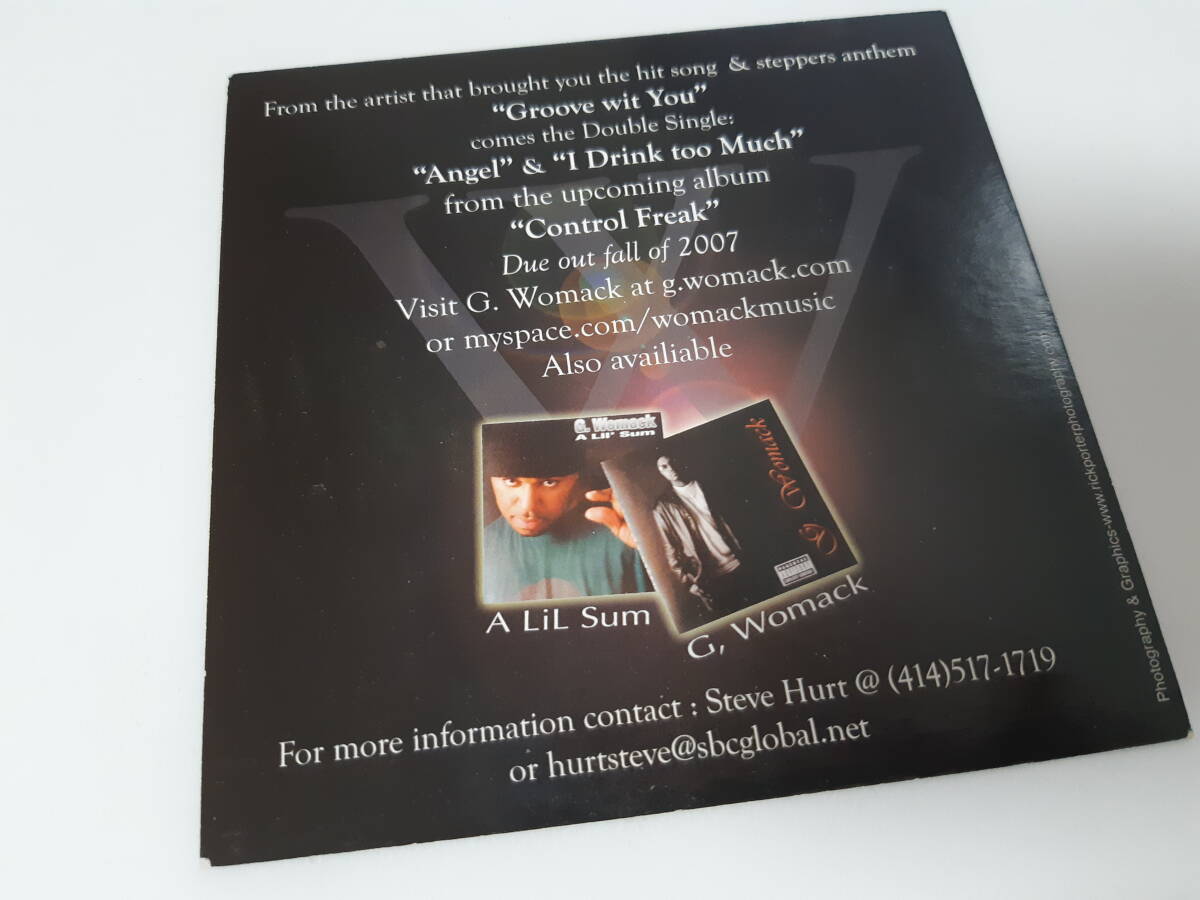 From the artist that brought you the hit song & steppers anthem
“Groove wit You”
comes the Double Single:
“Angel” & “I Drink too Much”
from the upcoming album
“Control Freak”
Due out fall of 2007
Visit G. Womack at g.womack.com
or myspace.com/womackmusic
Also availiable
G. Womack
A Lil' Sum
G Womack
A LiL Sum
G, Womack
For more information contact : Steve Hurt @ (414)517-1719
or hurtsteve@sbcglobal.net
Photography & Graphics-www.rickporterphotography.com